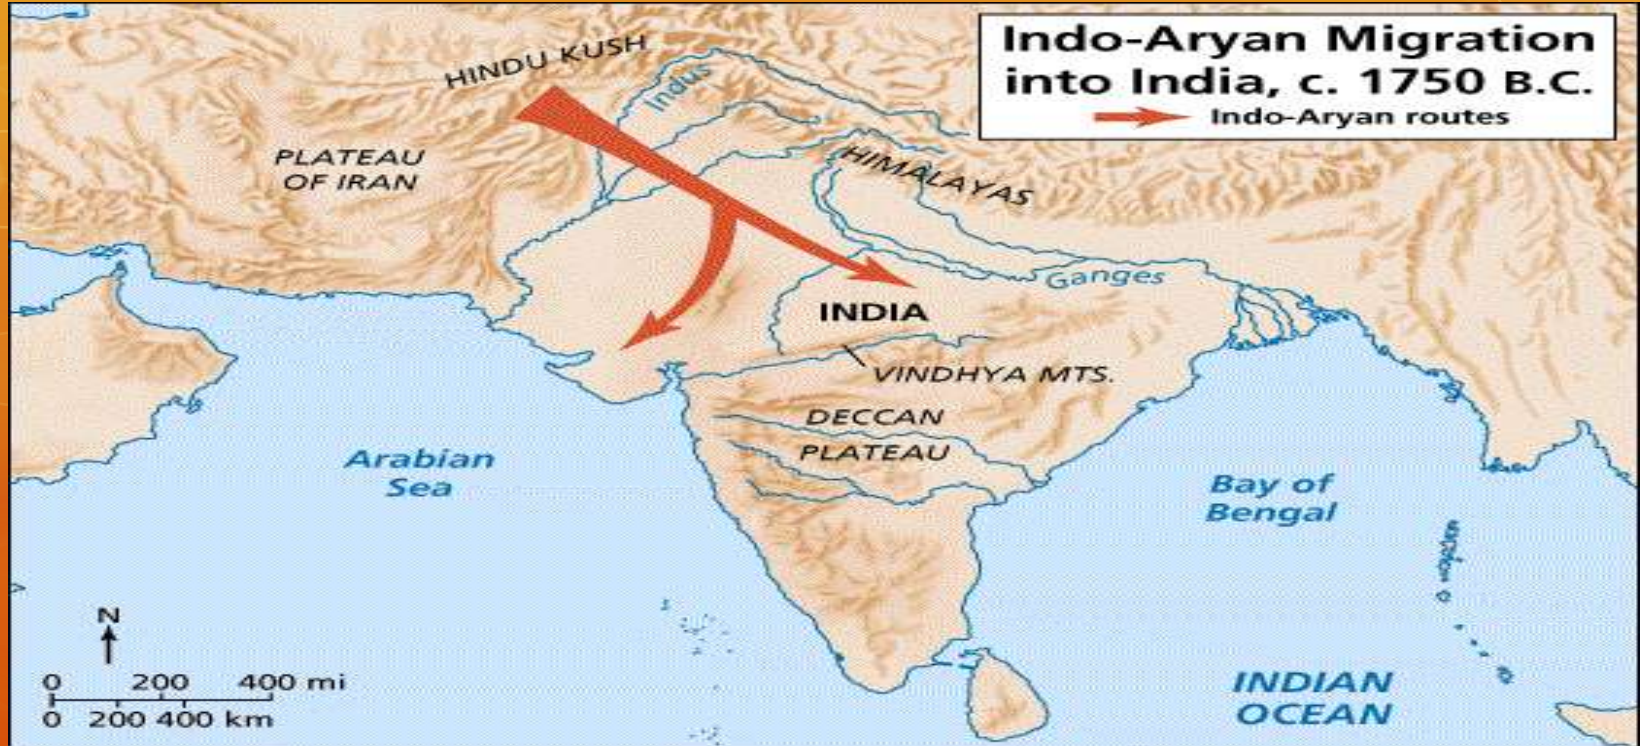 Indo-Aryan Migration
into India, c. 1750 B.C.
Indo-Aryan routes
HINDU KUSH
Indus
PLATEAU
OF IRAN
HIMALAYAS
Ganges
INDIA
VINDHYA MTS.
DECCAN
PLATEAU
Arabian
Sea
Bay of
Bengal
INDIAN
OCEAN
N
0 200 400 mi
0 200 400 km